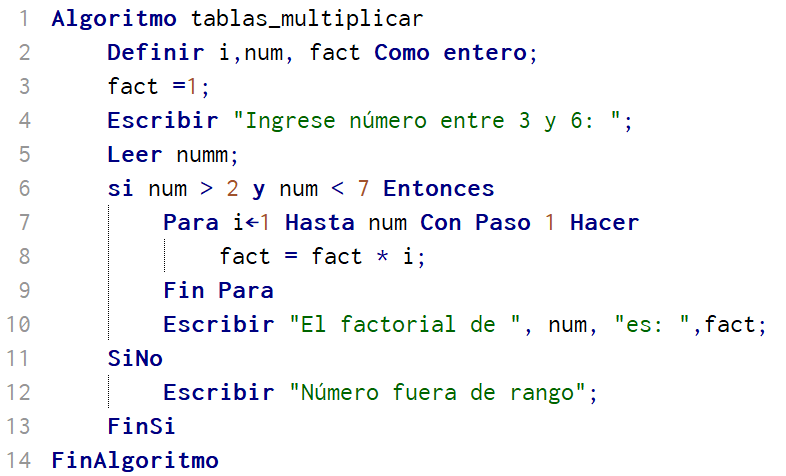 1 Algoritmo tablas_multiplicar
2 Definir i,num, fact Como entero;
3 fact =1;
4 Escribir "Ingrese número entre 3 y 6: ";
5 Leer numm;
6 si num > 2 y num < 7 Entonces
7 Para i←1 Hasta num Con Paso 1 Hacer
8 fact = fact * i;
9 Fin Para
10 Escribir "El factorial de ", num, "es: ",fact;
11 SiNo
12 Escribir "Número fuera de rango";
13 FinSi
14 FinAlgoritmo